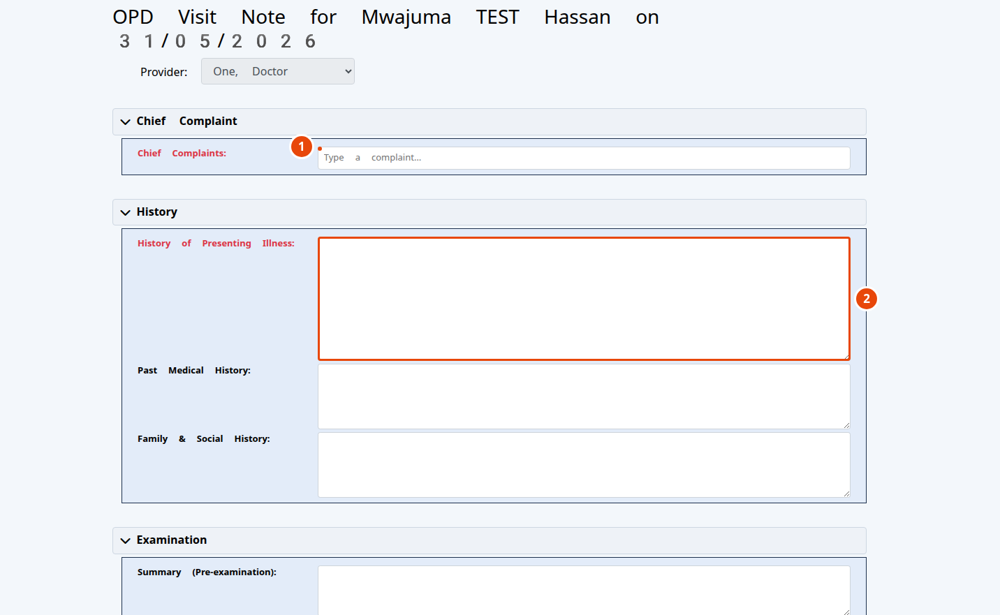 OPD Visit Note for Mwajuma TEST Hassan on
31/05/2026
Provider: One, Doctor
Chief Complaint
Chief Complaints: 1 Type a complaint...
History
History of Presenting Illness:
2
Past Medical History:
Family & Social History:
Examination
Summary (Pre-examination):